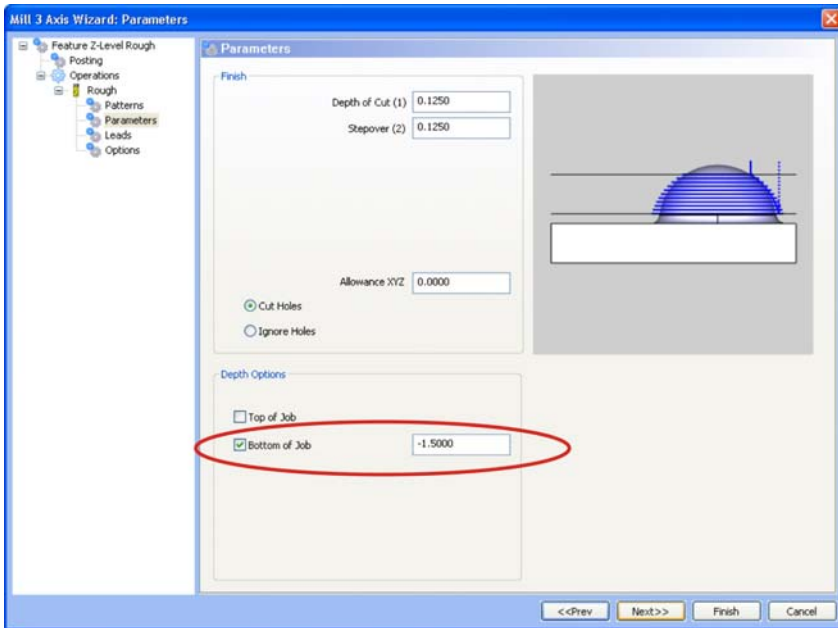 Mill 3 Axis Wizard: Parameters
Feature Z-Level Rough
Posting
Operations
Rough
Patterns
Parameters
Leads
Options
Parameters
Finish
Depth of Cut (1) 0.1250
Stepover (2) 0.1250
Allowance XYZ 0.0000
Cut Holes
Ignore Holes
Depth Options
Top of Job
Bottom of Job -1.5000
<<Prev Next>> Finish Cancel